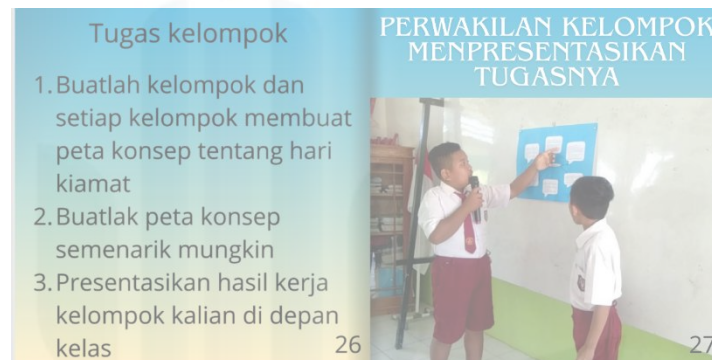 Tugas kelompok
1. Buatlah kelompok dan
setiap kelompok membuat
peta konsep tentang hari
kiamat
2. Buatlak peta konsep
semenarik mungkin
3. Presentasikan hasil kerja
kelompok kalian di depan
kelas
26
PERWAKILAN KELOMPOK
MENPRESENTASIKAN
TUGASNYA
27